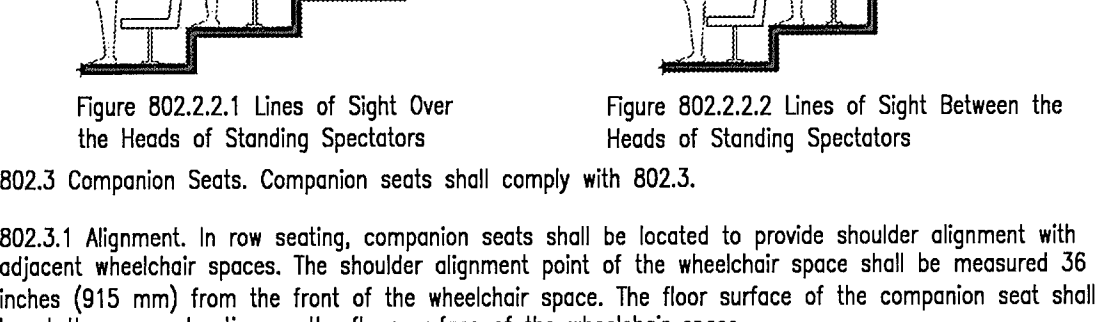 Figure 802.2.2.1 Lines of Sight Over
the Heads of Standing Spectators
Figure 802.2.2.2 Lines of Sight Between the
Heads of Standing Spectators
802.3 Companion Seats. Companion seats shall comply with 802.3.
802.3.1 Alignment. In row seating, companion seats shall be located to provide shoulder alignment with
adjacent wheelchair spaces. The shoulder alignment point of the wheelchair space shall be measured 36
inches (915 mm) from the front of the wheelchair space. The floor surface of the companion seat shall